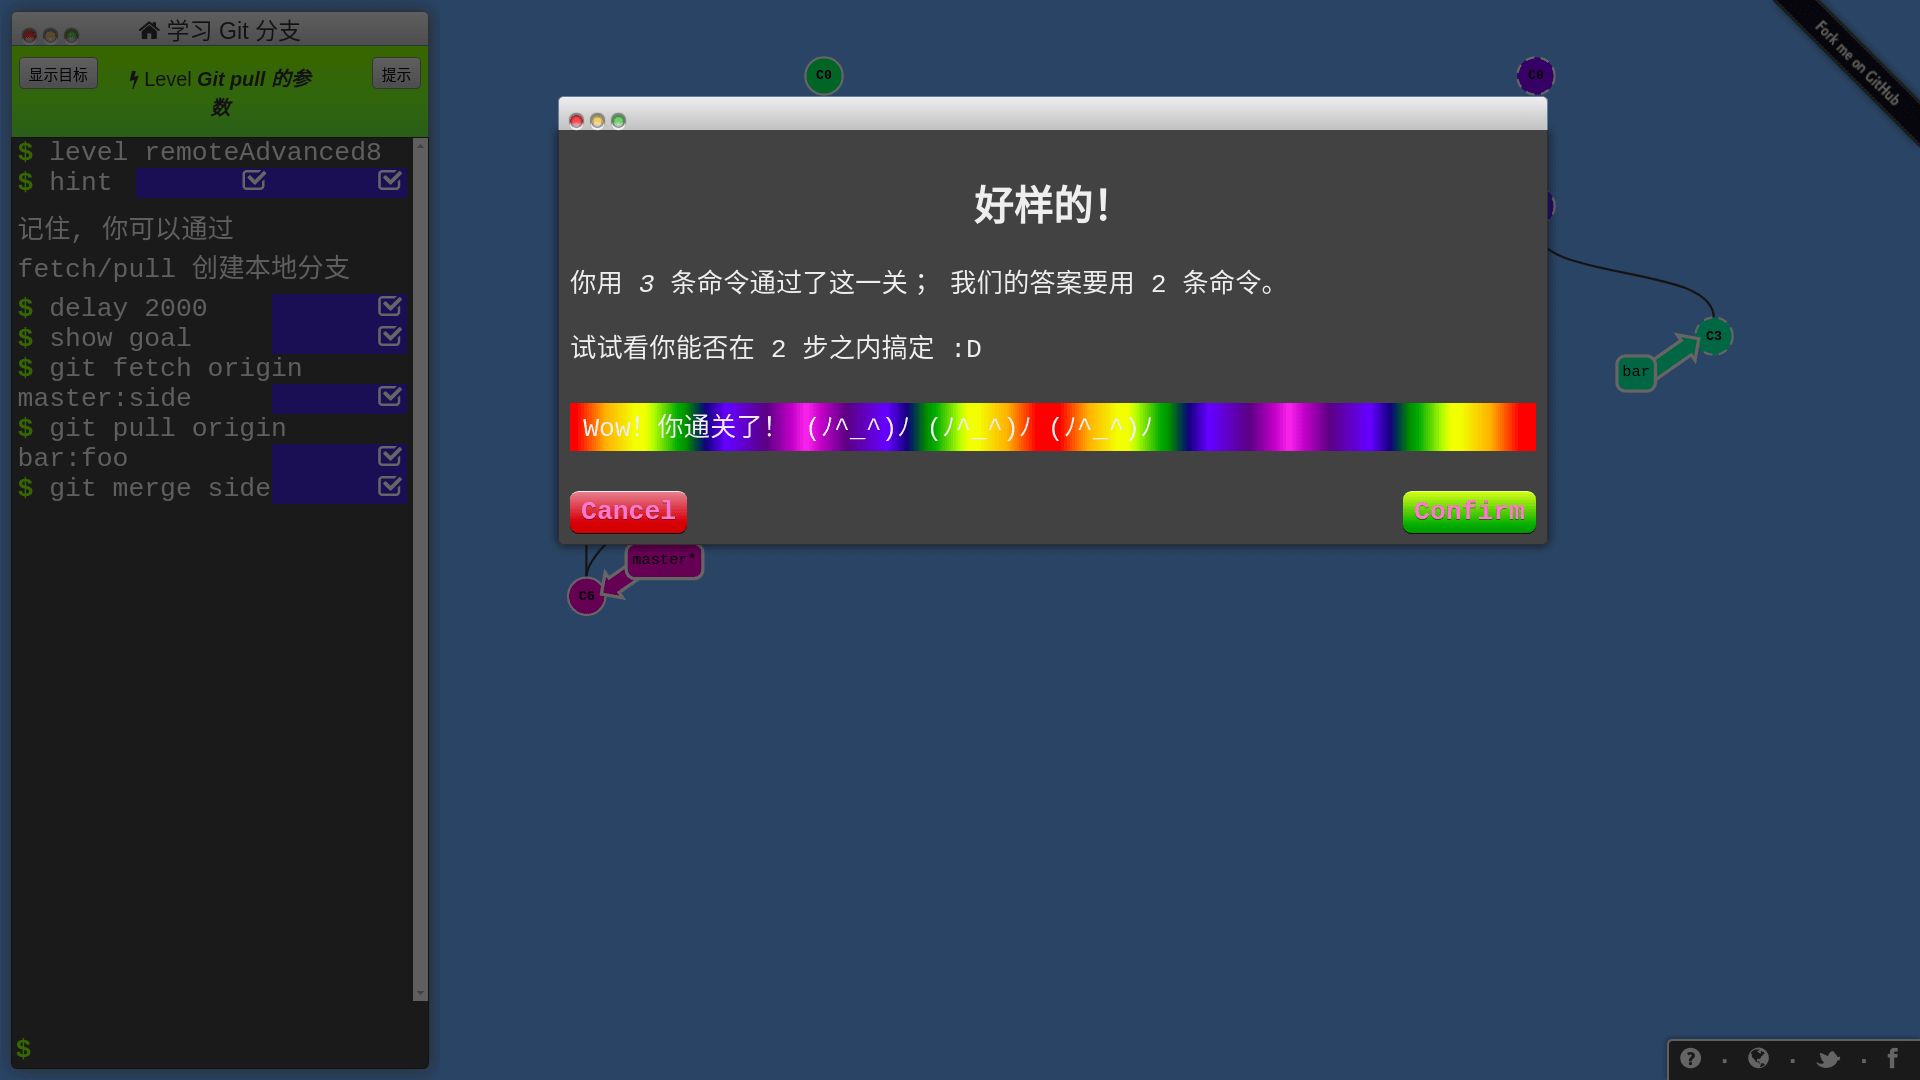 学习 Git 分支
显示目标
Level Git pull 的参
数
提示
$ level remoteAdvanced8
$ hint
记住, 你可以通过
fetch/pull 创建本地分支
$ delay 2000
$ show goal
$ git fetch origin
master:side
$ git pull origin
bar:foo
$ git merge side
$
C0
C0
Fork me on GitHub
好样的!
你用 3 条命令通过了这一关； 我们的答案要用 2 条命令。
试试看你能否在 2 步之内搞定 :D
Wow! 你通关了! (ﾉ^_^)ﾉ (ﾉ^_^)ﾉ (ﾉ^_^)ﾉ
Cancel
Confirm
C3
bar
master*
C6